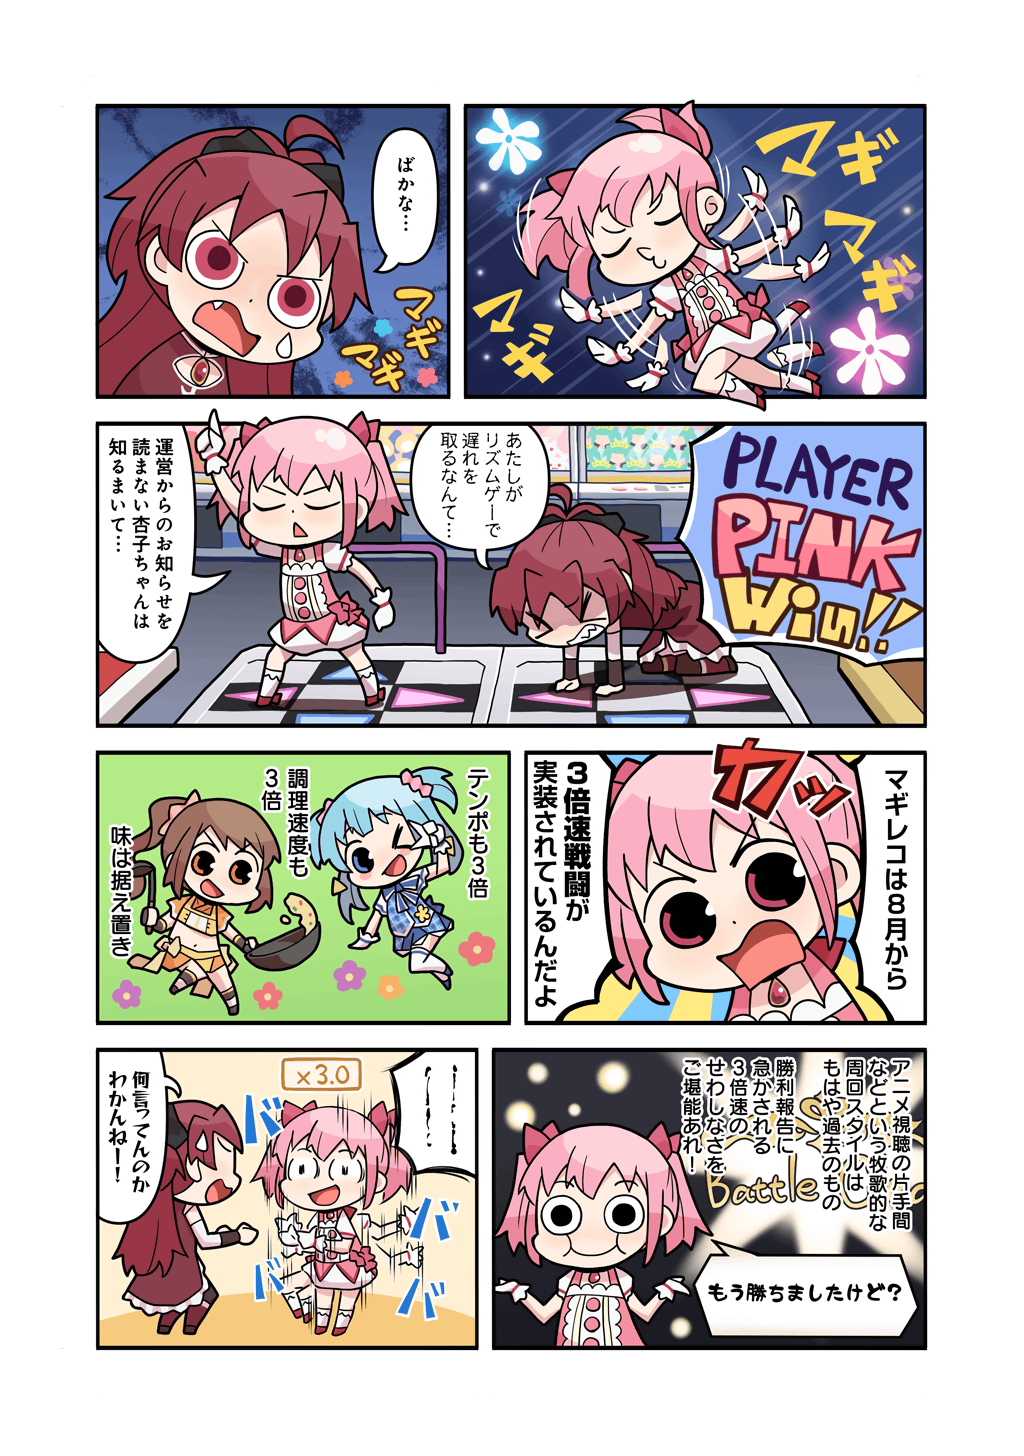 マギ
マギ
マギ
ばかな…
マギ
マギ
PLAYER
PINK
Win!!
あたしが
リズムゲーで
遅れを
取るなんて…
運営からのお知らせを
読まない杏子ちゃんは
知るまいて…
マギレコは8月から
カッ
3倍速戦闘が
実装されているんだよ
テンポも3倍
調理速度も
3倍
味は据え置き
アニメ視聴の片手間
などという牧歌的な
周回スタイルは
もはや過去のもの
勝利報告に
急かされる
3倍速の
せわしなさを
ご堪能あれ!
Battle
もう勝ちましたけど?
×3.0
バ
バ
バ
バ
何言ってんのか
わかんね!!